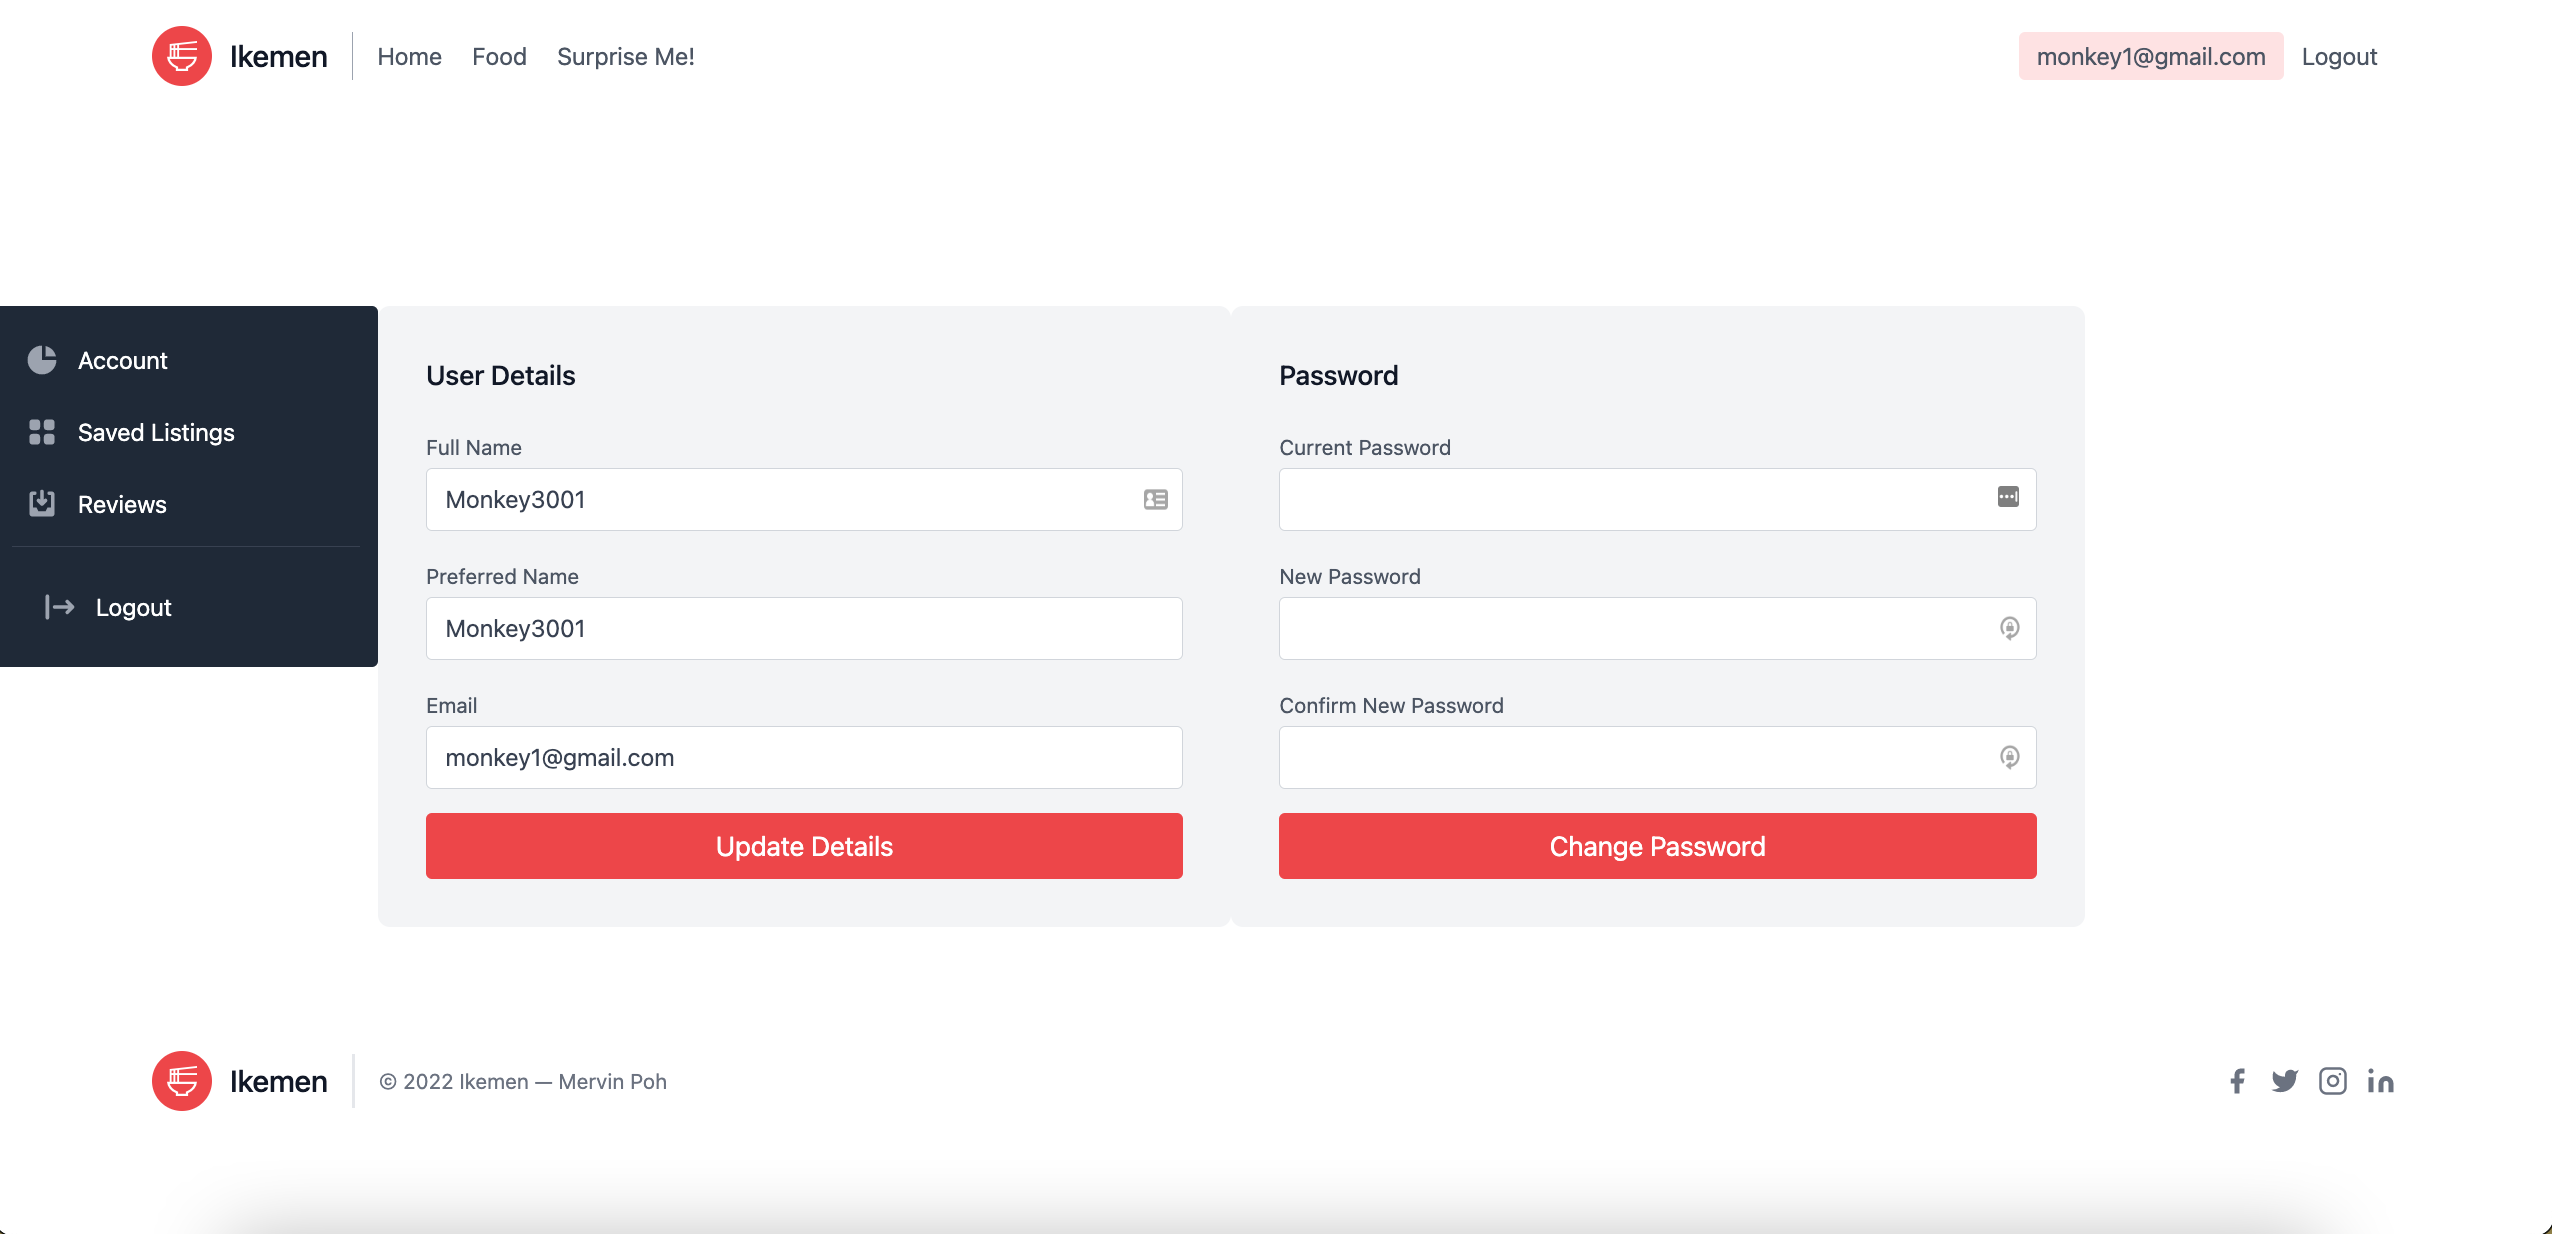 Ikemen
Home Food Surprise Me!
monkey1@gmail.com Logout
Account
Saved Listings
Reviews
Logout
User Details
Full Name
Monkey3001
Preferred Name
Monkey3001
Email
monkey1@gmail.com
Update Details
Password
Current Password
New Password
Confirm New Password
Change Password
Ikemen
© 2022 Ikemen — Mervin Poh